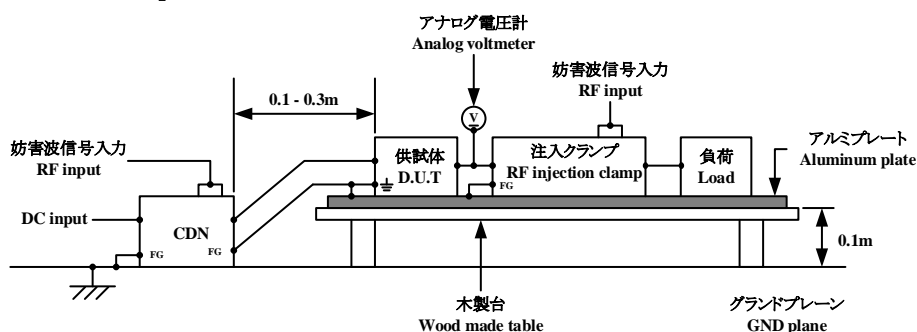 アナログ電圧計
Analog voltmeter
妨害波信号入力
RF input
0.1 - 0.3m
V
妨害波信号入力
RF input
供試体
D.U.T
注入クランプ
RF injection clamp
FG
負荷
Load
アルミプレート
Aluminum plate
DC input
CDN
FG
FG
0.1m
木製台
Wood made table
グランドプレーン
GND plane